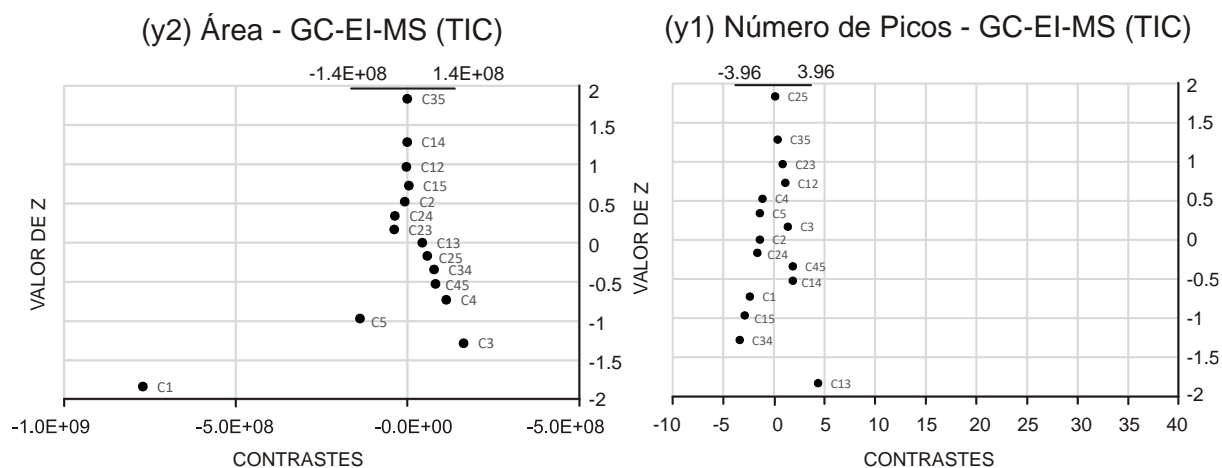 (y2) Área - GC-EI-MS (TIC)
-1.4E+08 1.4E+08
C35
C14
C12
C15
C2
C24
C23
C13
C25
C34
C45
C4
C5
C3
C1
2
1.5
1
0.5
0
-0.5
-1
-1.5
-2
VALOR DE Z
-1.0E+09 -5.0E+08 -0.0E+00 -5.0E+08
CONTRASTES
(y1) Número de Picos - GC-EI-MS (TIC)
-3.96 3.96
C25
C35
C23
C12
C4
C5
C3
C2
C24
C45
C14
C1
C15
C34
C13
2
1.5
1
0.5
0
-0.5
-1
-1.5
-2
VALOR DE Z
-10 -5 0 5 10 15 20 25 30 35 40
CONTRASTES